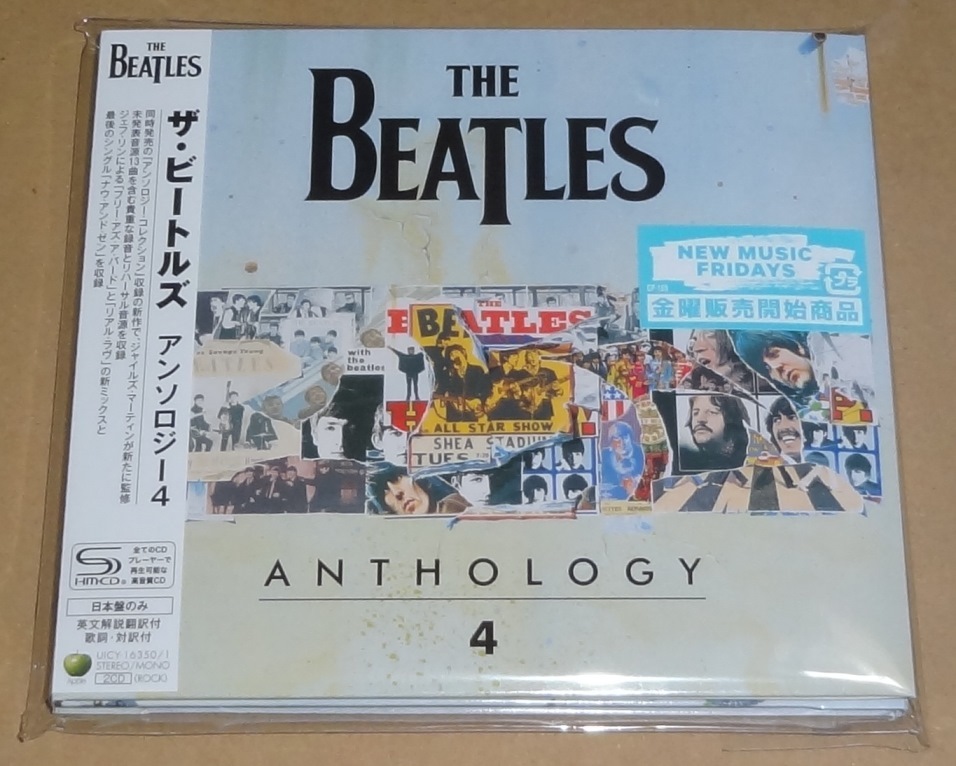 THE
BEATLES
ザ・ビートルズ アンソロジー4
同時発売の「アンソロジー・コレクション」収録の新作で、ジャイルズ・マーティンが新たに監修
未発表音源13曲を含む貴重な録音とリハーサル音源を収録
ジェフ・リンによる「フリー・アズ・ア・バード」と「リアル・ラヴ」の新ミックスと
最後のシングル「ナウ・アンド・ゼン」を収録
SHM-CD
全てのCD
プレーヤーで
再生可能な
高音質CD
日本盤のみ
英文解説翻訳付
歌詞・対訳付
Apple
UICY-16350/1
STEREO/MONO
2CD (ROCK)
THE
BEATLES
NEW MUSIC
FRIDAYS
プラ
金曜販売開始商品
THE
BEATLES
BEATLES
with
the
beatles
ALL STAR SHOW
SHEA STADIUM
TUES
ANTHOLOGY
4